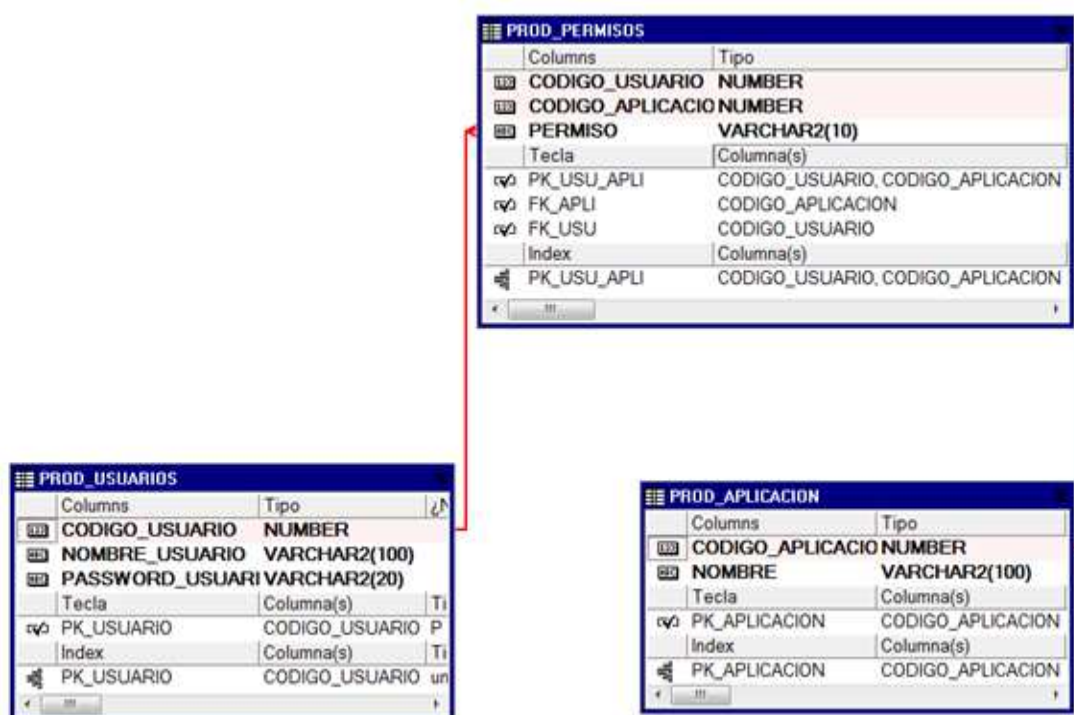 PROD_PERMISOS
Columns Tipo
CODIGO_USUARIO NUMBER
CODIGO_APLICACIO NUMBER
PERMISO VARCHAR2(10)
Tecla Columna(s)
PK_USU_APLI CODIGO_USUARIO, CODIGO_APLICACION
FK_APLI CODIGO_APLICACION
FK_USU CODIGO_USUARIO
Index Columna(s)
PK_USU_APLI CODIGO_USUARIO, CODIGO_APLICACION
PROD_USUARIOS
Columns Tipo ¿N
CODIGO_USUARIO NUMBER
NOMBRE_USUARIO VARCHAR2(100)
PASSWORD_USUARI VARCHAR2(20)
Tecla Columna(s) Ti
PK_USUARIO CODIGO_USUARIO P
Index Columna(s) Ti
PK_USUARIO CODIGO_USUARIO un
PROD_APLICACION
Columns Tipo
CODIGO_APLICACIO NUMBER
NOMBRE VARCHAR2(100)
Tecla Columna(s)
PK_APLICACION CODIGO_APLICACION
Index Columna(s)
PK_APLICACION CODIGO_APLICACION